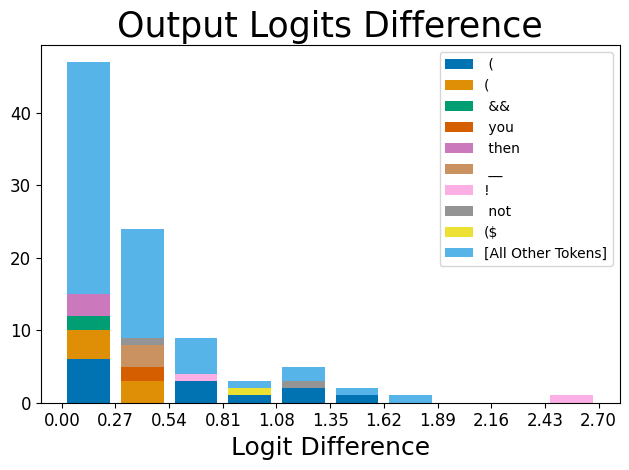 Output Logits Difference
40
30
20
10
0
(
(
&&
you
then
__
!
not
($
[All Other Tokens]
0.00 0.27 0.54 0.81 1.08 1.35 1.62 1.89 2.16 2.43 2.70
Logit Difference